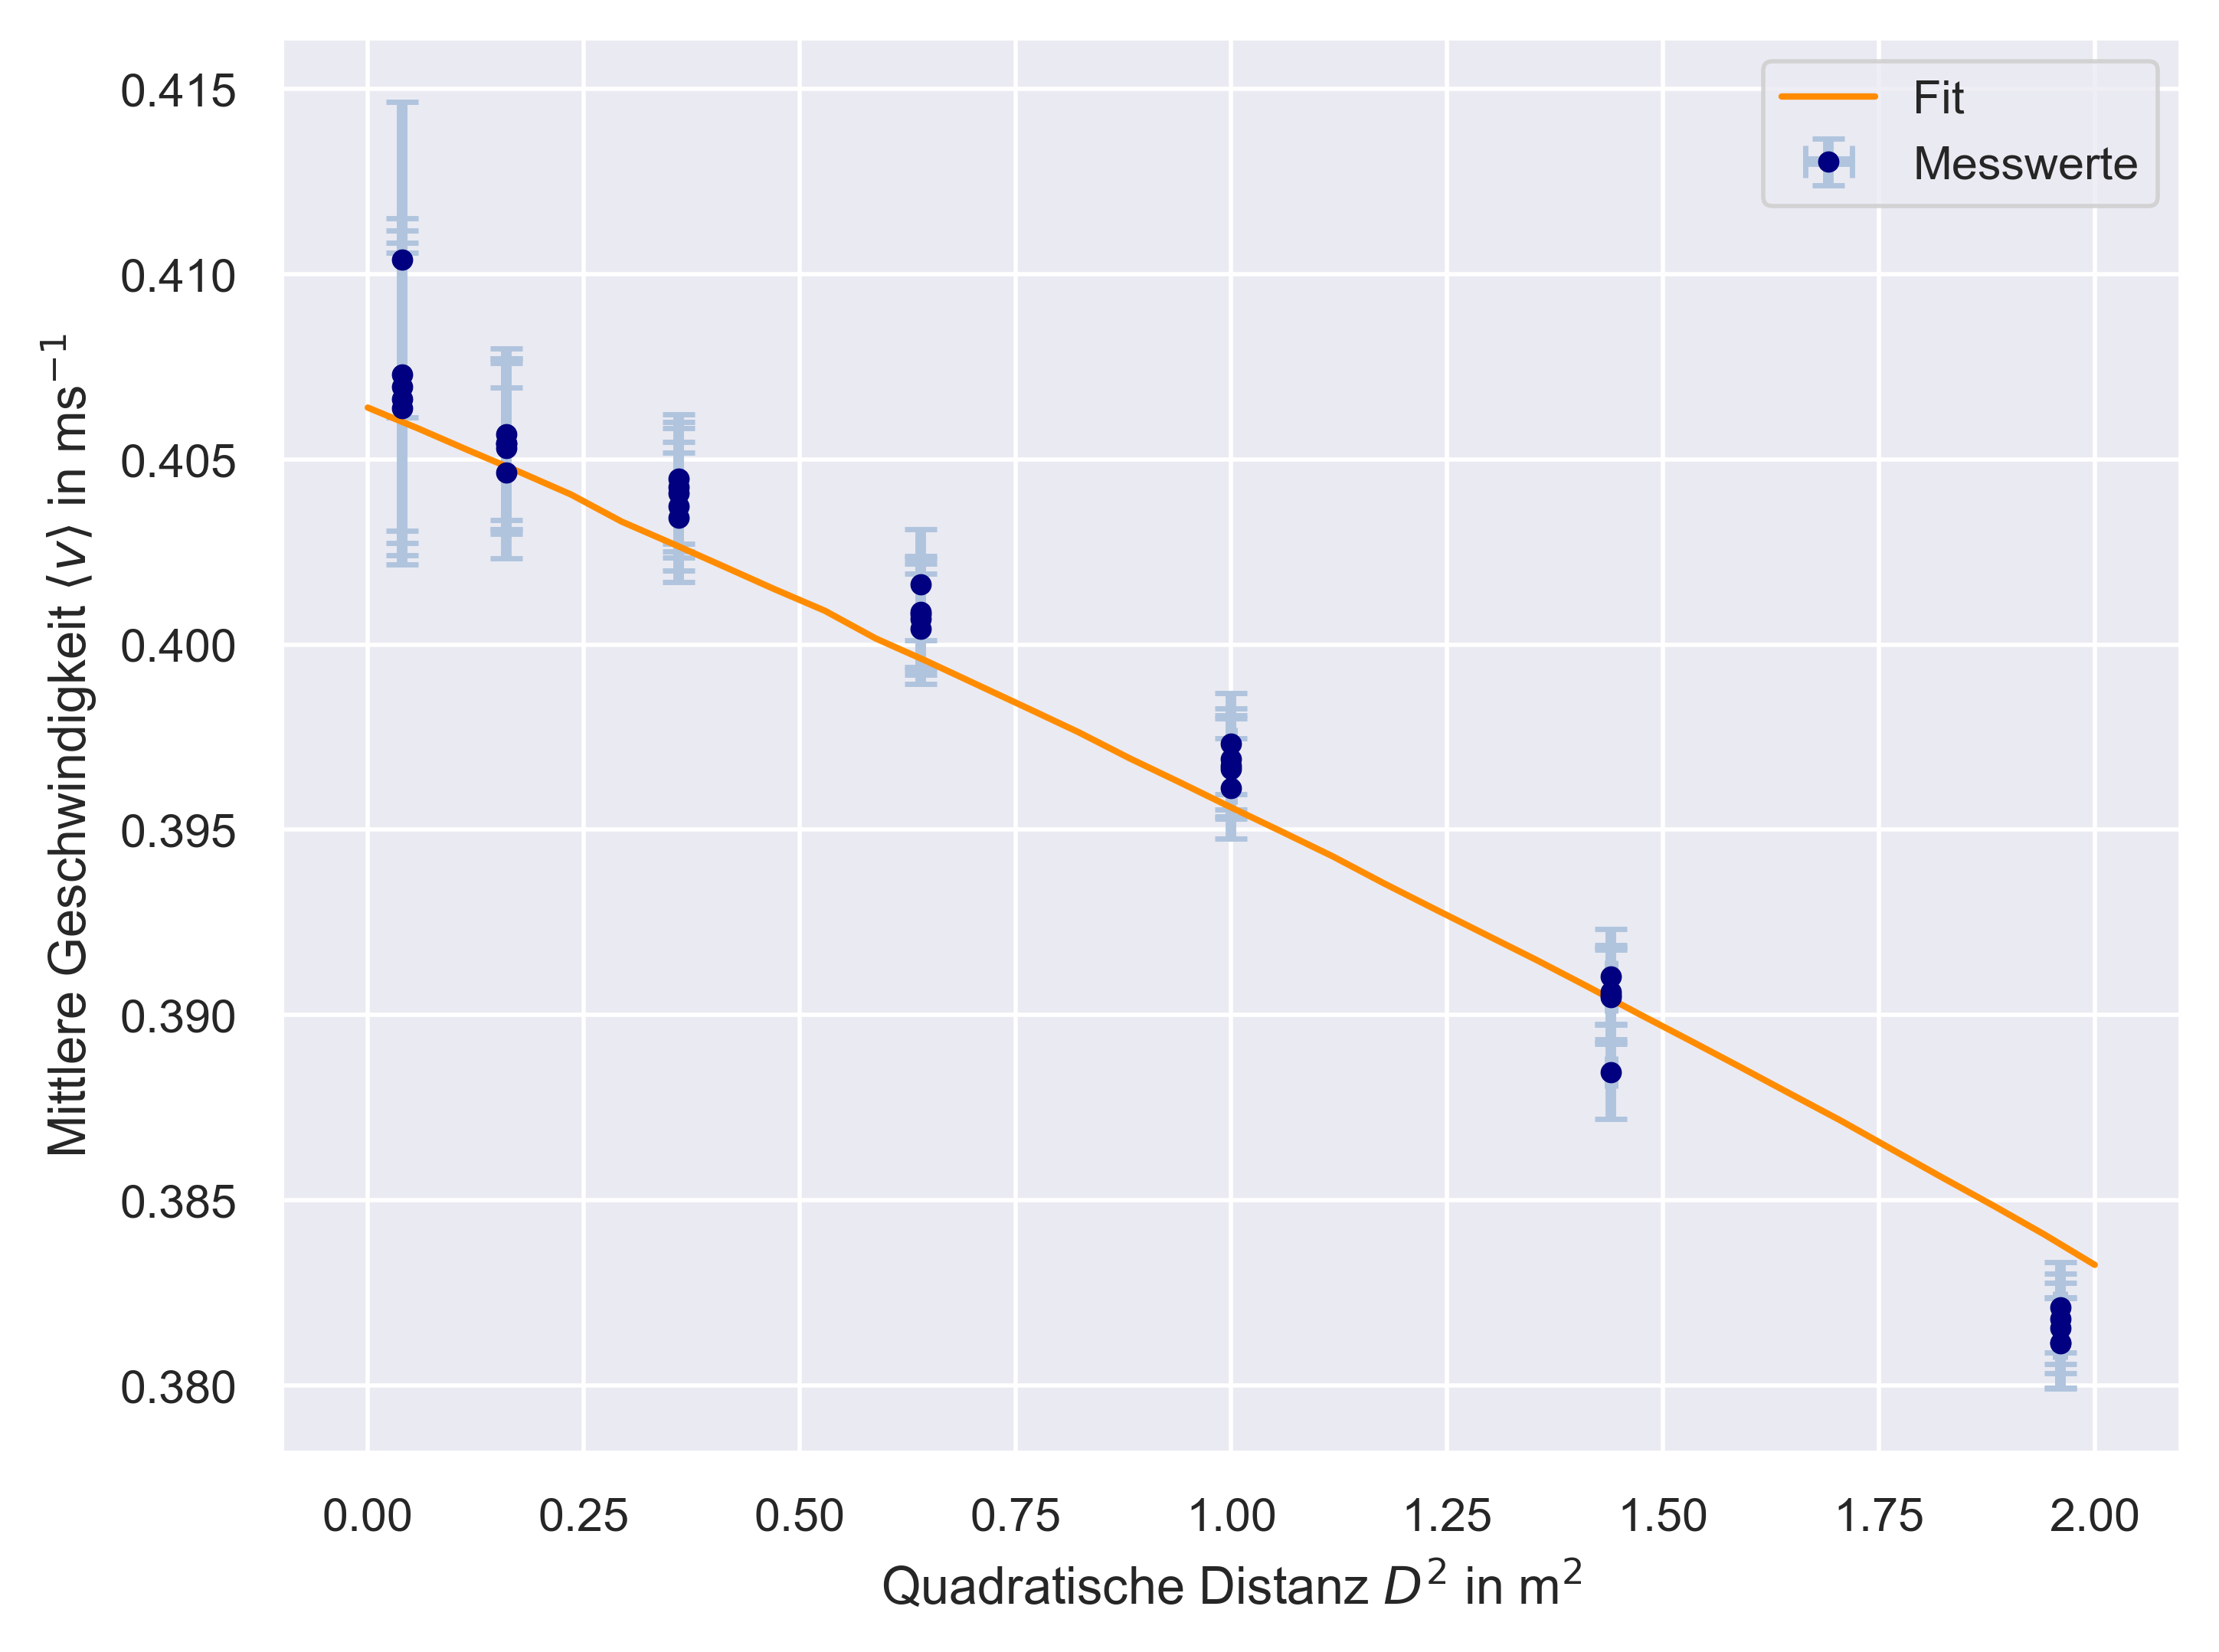 Fit
Messwerte
0.415
0.410
0.405
0.400
0.395
0.390
0.385
0.380
Mittlere Geschwindigkeit ⟨v⟩ in ms⁻¹
0.00 0.25 0.50 0.75 1.00 1.25 1.50 1.75 2.00
Quadratische Distanz D² in m²